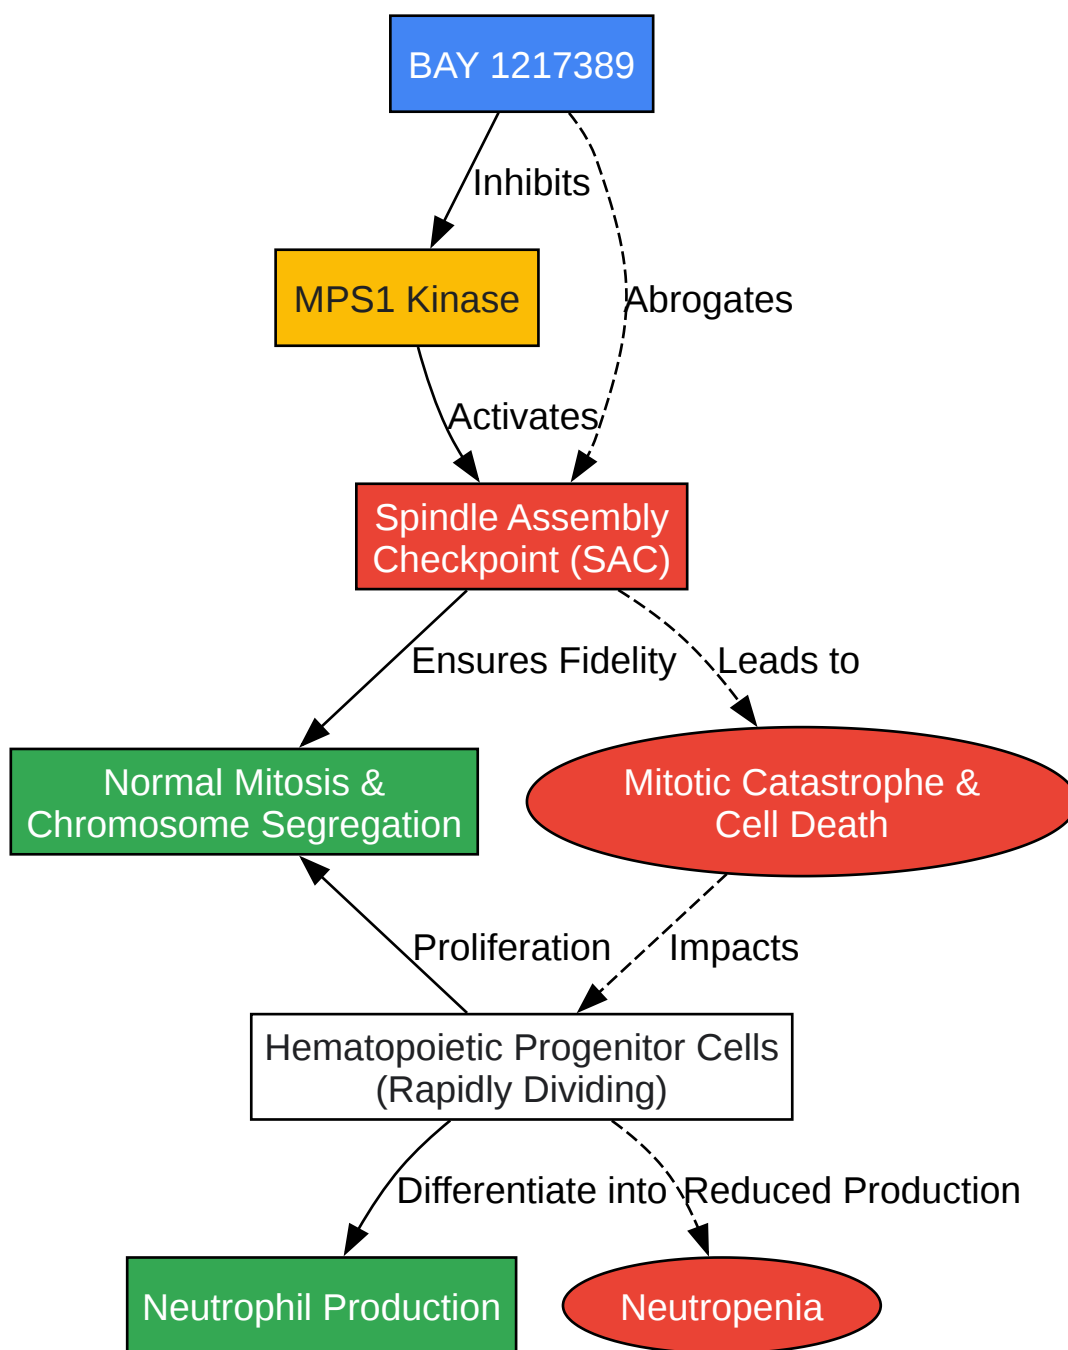 BAY 1217389
Inhibits
MPS1 Kinase
Abrogates
Activates
Spindle Assembly
Checkpoint (SAC)
Ensures Fidelity
Leads to
Normal Mitosis &
Chromosome Segregation
Mitotic Catastrophe &
Cell Death
Proliferation
Impacts
Hematopoietic Progenitor Cells
(Rapidly Dividing)
Differentiate into
Reduced Production
Neutrophil Production
Neutropenia